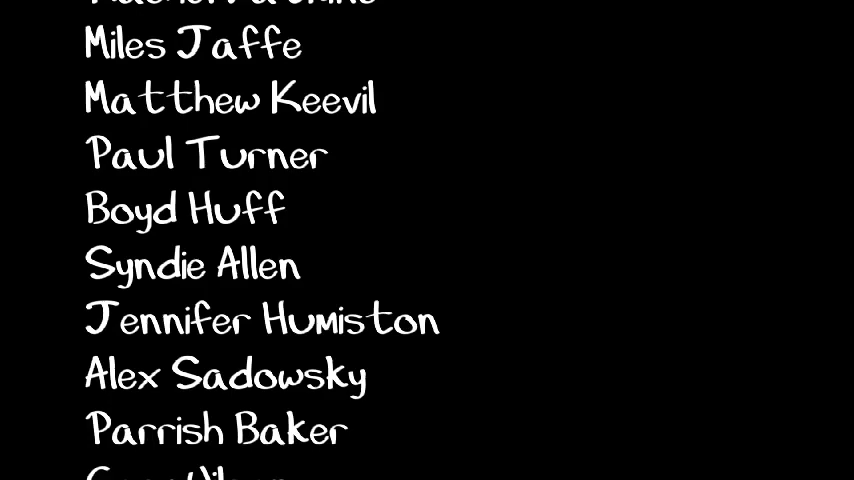 Miles Jaffe
Matthew Keevil
Paul Turner
Boyd Huff
Syndie Allen
Jennifer Humiston
Alex Sadowsky
Parrish Baker